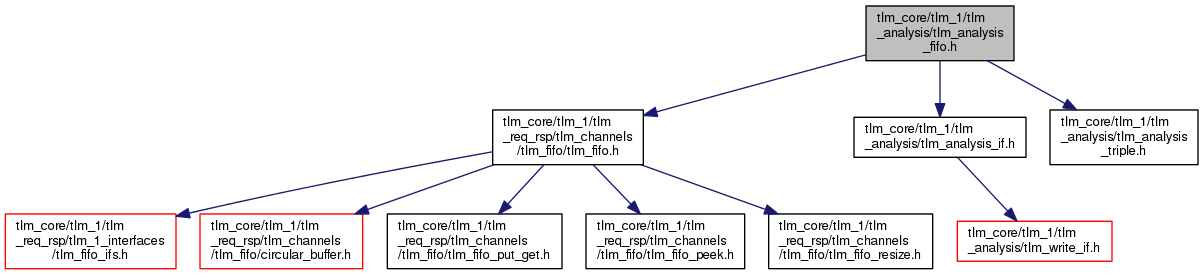 tlm_core/tlm_1/tlm
_analysis/tlm_analysis
_fifo.h
tlm_core/tlm_1/tlm
_req_rsp/tlm_channels
/tlm_fifo/tlm_fifo.h
tlm_core/tlm_1/tlm
_analysis/tlm_analysis_if.h
tlm_core/tlm_1/tlm
_analysis/tlm_analysis
_triple.h
tlm_core/tlm_1/tlm
_req_rsp/tlm_1_interfaces
/tlm_fifo_ifs.h
tlm_core/tlm_1/tlm
_req_rsp/tlm_channels
/tlm_fifo/circular_buffer.h
tlm_core/tlm_1/tlm
_req_rsp/tlm_channels
/tlm_fifo/tlm_fifo_put_get.h
tlm_core/tlm_1/tlm
_req_rsp/tlm_channels
/tlm_fifo/tlm_fifo_peek.h
tlm_core/tlm_1/tlm
_req_rsp/tlm_channels
/tlm_fifo/tlm_fifo_resize.h
tlm_core/tlm_1/tlm
_analysis/tlm_write_if.h